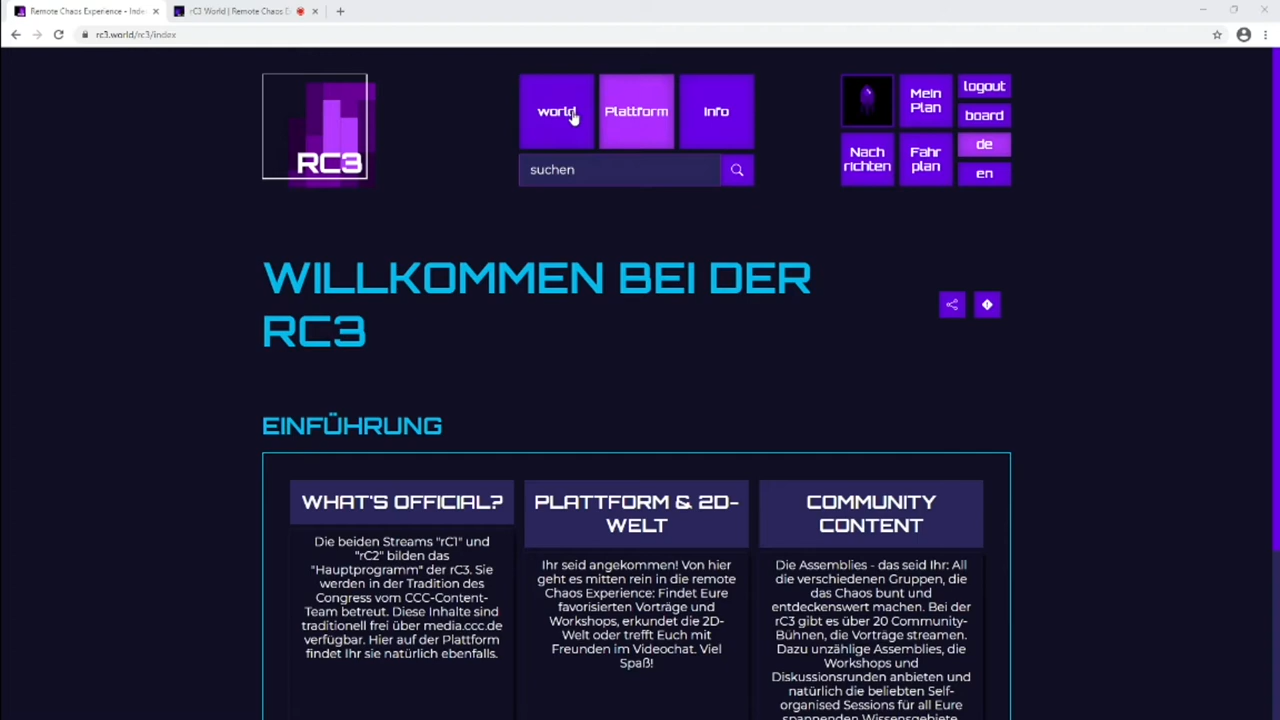 Remote Chaos Experience - Inde
rC3 World | Remote Chaos E
rc3.world/rc3/index
RC3
world
Plattform
Info
suchen
Mein
Plan
logout
board
Nach
richten
Fahr
plan
de
en
WILLKOMMEN BEI DER
RC3
EINFÜHRUNG
WHAT'S OFFICIAL?
Die beiden Streams "rC1" und
"rC2" bilden das
"Hauptprogramm" der rC3. Sie
werden in der Tradition des
Congress vom CCC-Content-
Team betreut. Diese Inhalte sind
traditionell frei über media.ccc.de
verfügbar. Hier auf der Plattform
findet Ihr sie natürlich ebenfalls.
PLATTFORM & 2D-
WELT
Ihr seid angekommen! Von hier
geht es mitten rein in die remote
Chaos Experience: Findet Eure
favorisierten Vorträge und
Workshops, erkundet die 2D-
Welt oder trefft Euch mit
Freunden im Videochat. Viel
Spaß!
COMMUNITY
CONTENT
Die Assemblies - das seid Ihr: All
die verschiedenen Gruppen, die
das Chaos bunt und
entdeckenswert machen. Bei der
rC3 gibt es über 20 Community-
Bühnen, die Vorträge streamen.
Dazu unzählige Assemblies, die
Workshops und
Diskussionsrunden anbieten und
natürlich die beliebten Self-
organised Sessions für all Eure
spannenden Wissensgebiete